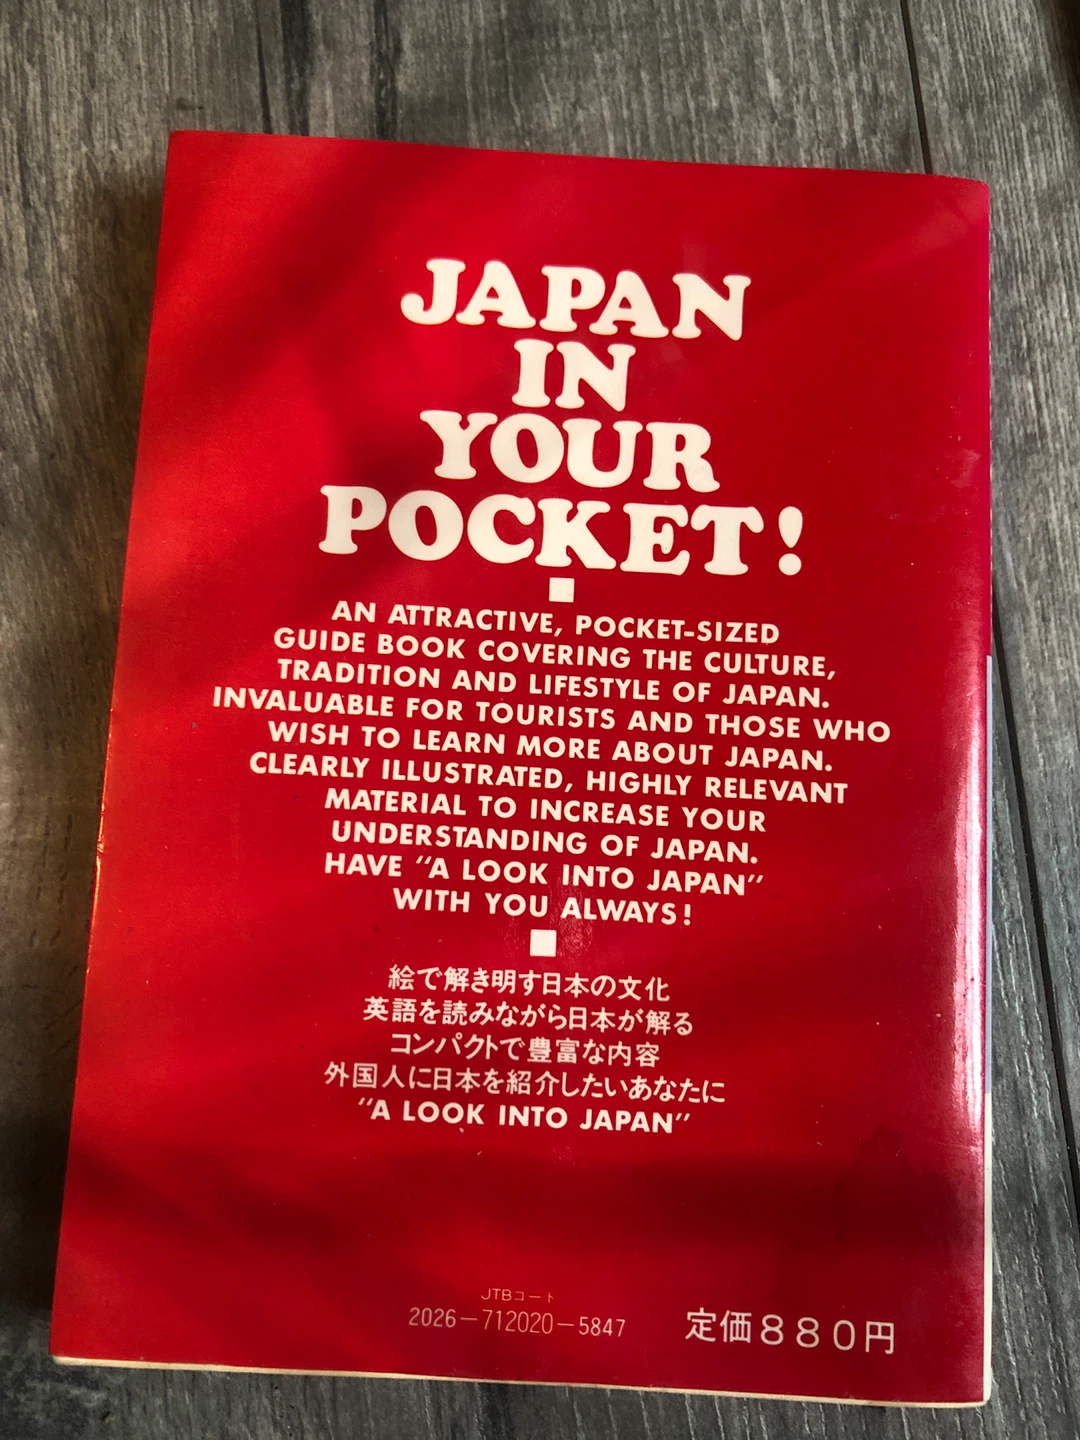 JAPAN
IN
YOUR
POCKET!
AN ATTRACTIVE, POCKET-SIZED
GUIDE BOOK COVERING THE CULTURE,
TRADITION AND LIFESTYLE OF JAPAN.
INVALUABLE FOR TOURISTS AND THOSE WHO
WISH TO LEARN MORE ABOUT JAPAN.
CLEARLY ILLUSTRATED, HIGHLY RELEVANT
MATERIAL TO INCREASE YOUR
UNDERSTANDING OF JAPAN.
HAVE "A LOOK INTO JAPAN"
WITH YOU ALWAYS!
絵で解き明す日本の文化
英語を読みながら日本が解る
コンパクトで豊富な内容
外国人に日本を紹介したいあなたに
"A LOOK INTO JAPAN"
JTBコート
2026-712020-5847
定価880円